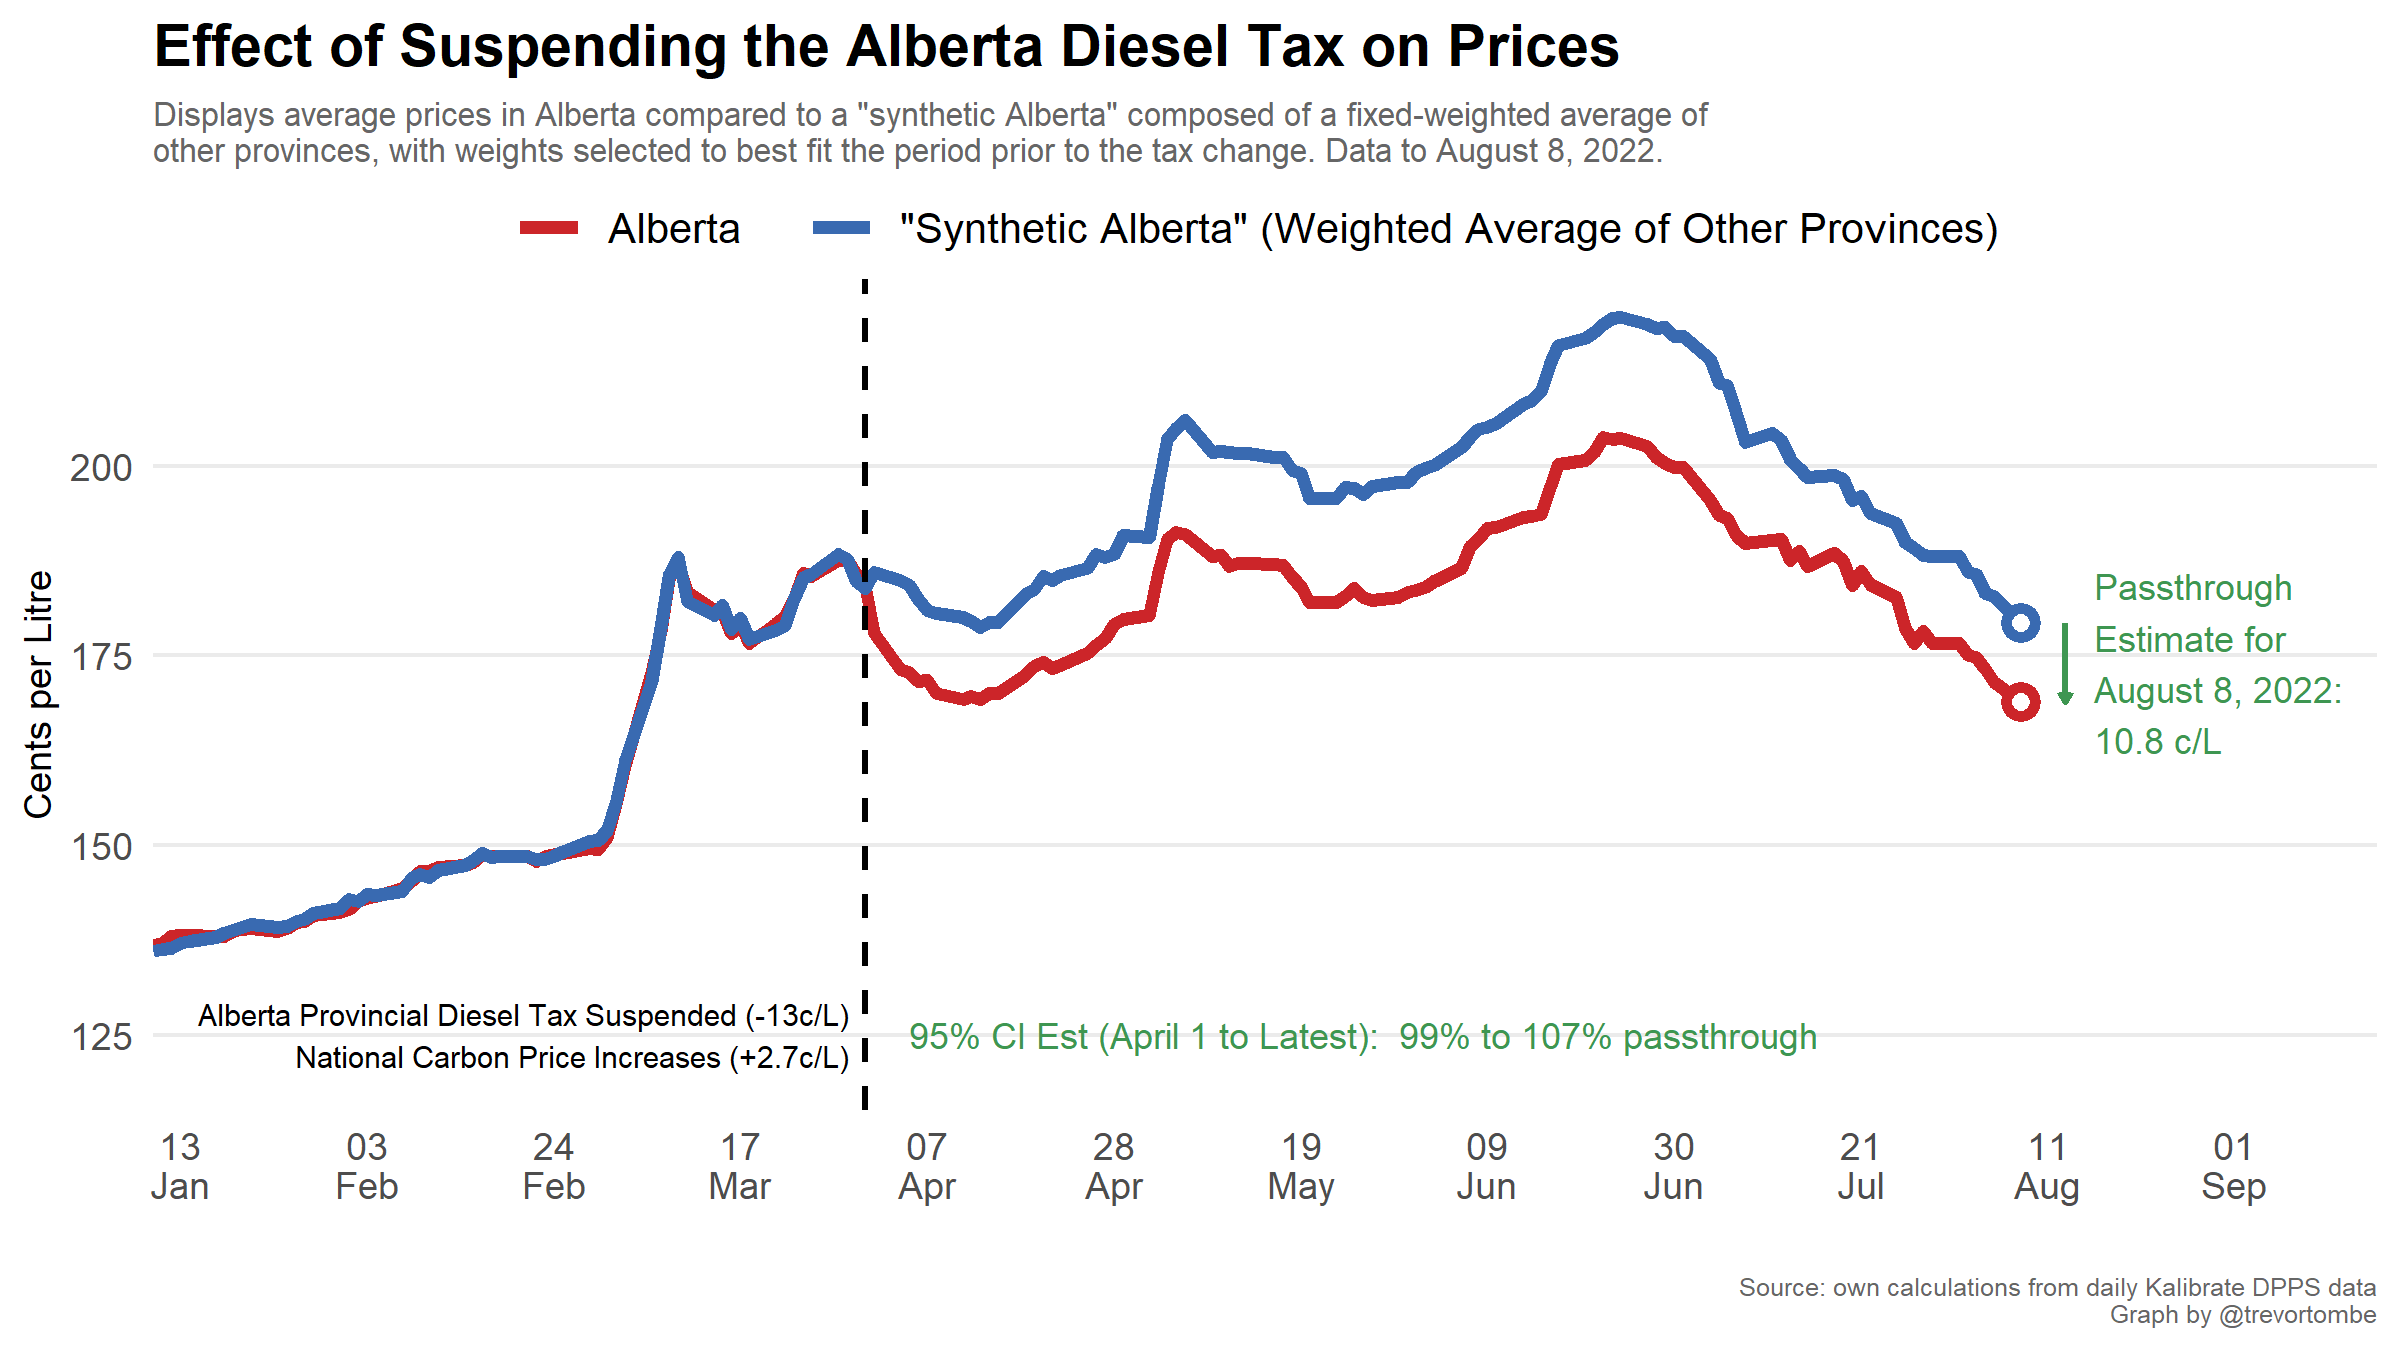 Effect of Suspending the Alberta Diesel Tax on Prices
Displays average prices in Alberta compared to a "synthetic Alberta" composed of a fixed-weighted average of
other provinces, with weights selected to best fit the period prior to the tax change. Data to August 8, 2022.
Alberta
"Synthetic Alberta" (Weighted Average of Other Provinces)
Cents per Litre
200
175
150
125
Passthrough
Estimate for
August 8, 2022:
10.8 c/L
Alberta Provincial Diesel Tax Suspended (-13c/L)
National Carbon Price Increases (+2.7c/L)
95% CI Est (April 1 to Latest):  99% to 107% passthrough
13 03 24 17 07 28 19 09 30 21 11 01
Jan Feb Feb Mar Apr Apr May Jun Jun Jul Aug Sep
Source: own calculations from daily Kalibrate DPPS data
Graph by @trevortombe